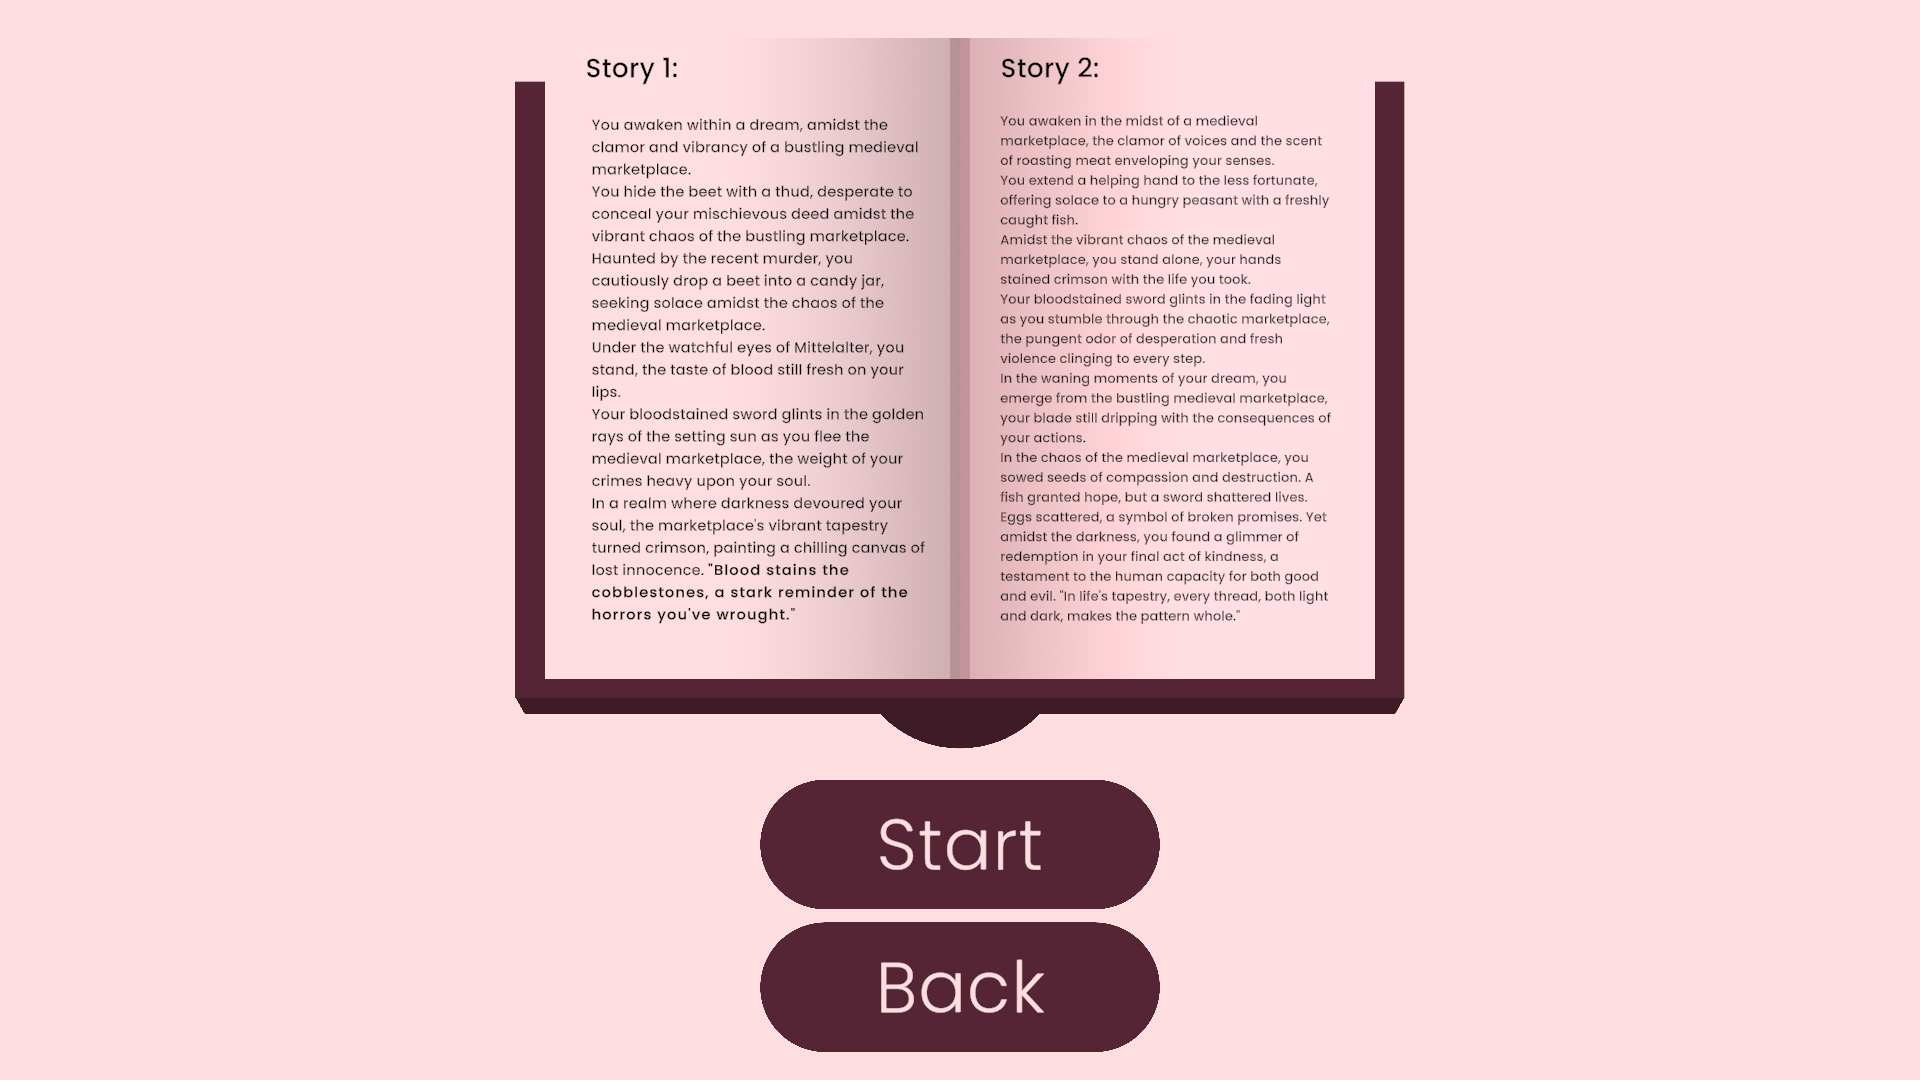 Story 1:
You awaken within a dream, amidst the
clamor and vibrancy of a bustling medieval
marketplace.
You hide the beet with a thud, desperate to
conceal your mischievous deed amidst the
vibrant chaos of the bustling marketplace.
Haunted by the recent murder, you
cautiously drop a beet into a candy jar,
seeking solace amidst the chaos of the
medieval marketplace.
Under the watchful eyes of Mittelalter, you
stand, the taste of blood still fresh on your
lips.
Your bloodstained sword glints in the golden
rays of the setting sun as you flee the
medieval marketplace, the weight of your
crimes heavy upon your soul.
In a realm where darkness devoured your
soul, the marketplace's vibrant tapestry
turned crimson, painting a chilling canvas of
lost innocence. "Blood stains the
cobblestones, a stark reminder of the
horrors you've wrought."
Story 2:
You awaken in the midst of a medieval
marketplace, the clamor of voices and the scent
of roasting meat enveloping your senses.
You extend a helping hand to the less fortunate,
offering solace to a hungry peasant with a freshly
caught fish.
Amidst the vibrant chaos of the medieval
marketplace, you stand alone, your hands
stained crimson with the life you took.
Your bloodstained sword glints in the fading light
as you stumble through the chaotic marketplace,
the pungent odor of desperation and fresh
violence clinging to every step.
In the waning moments of your dream, you
emerge from the bustling medieval marketplace,
your blade still dripping with the consequences of
your actions.
In the chaos of the medieval marketplace, you
sowed seeds of compassion and destruction. A
fish granted hope, but a sword shattered lives.
Eggs scattered, a symbol of broken promises. Yet
amidst the darkness, you found a glimmer of
redemption in your final act of kindness, a
testament to the human capacity for both good
and evil. "In life's tapestry, every thread, both light
and dark, makes the pattern whole."
Start
Back